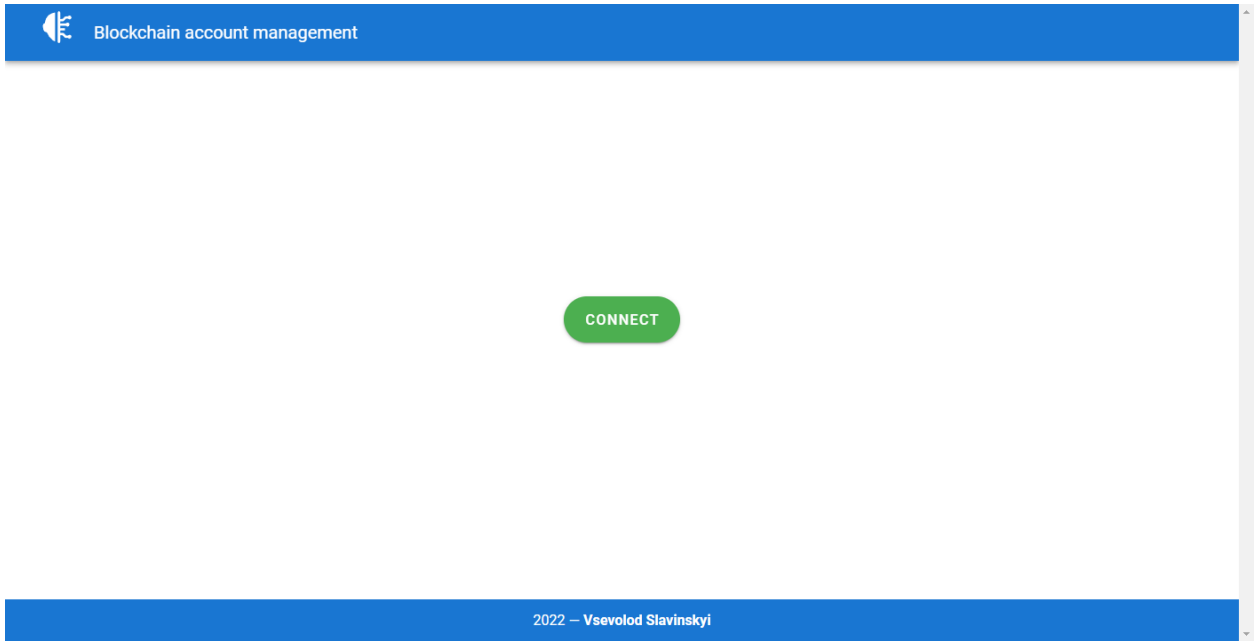 Blockchain account management
CONNECT
2022 — Vsevolod Slavinskyi